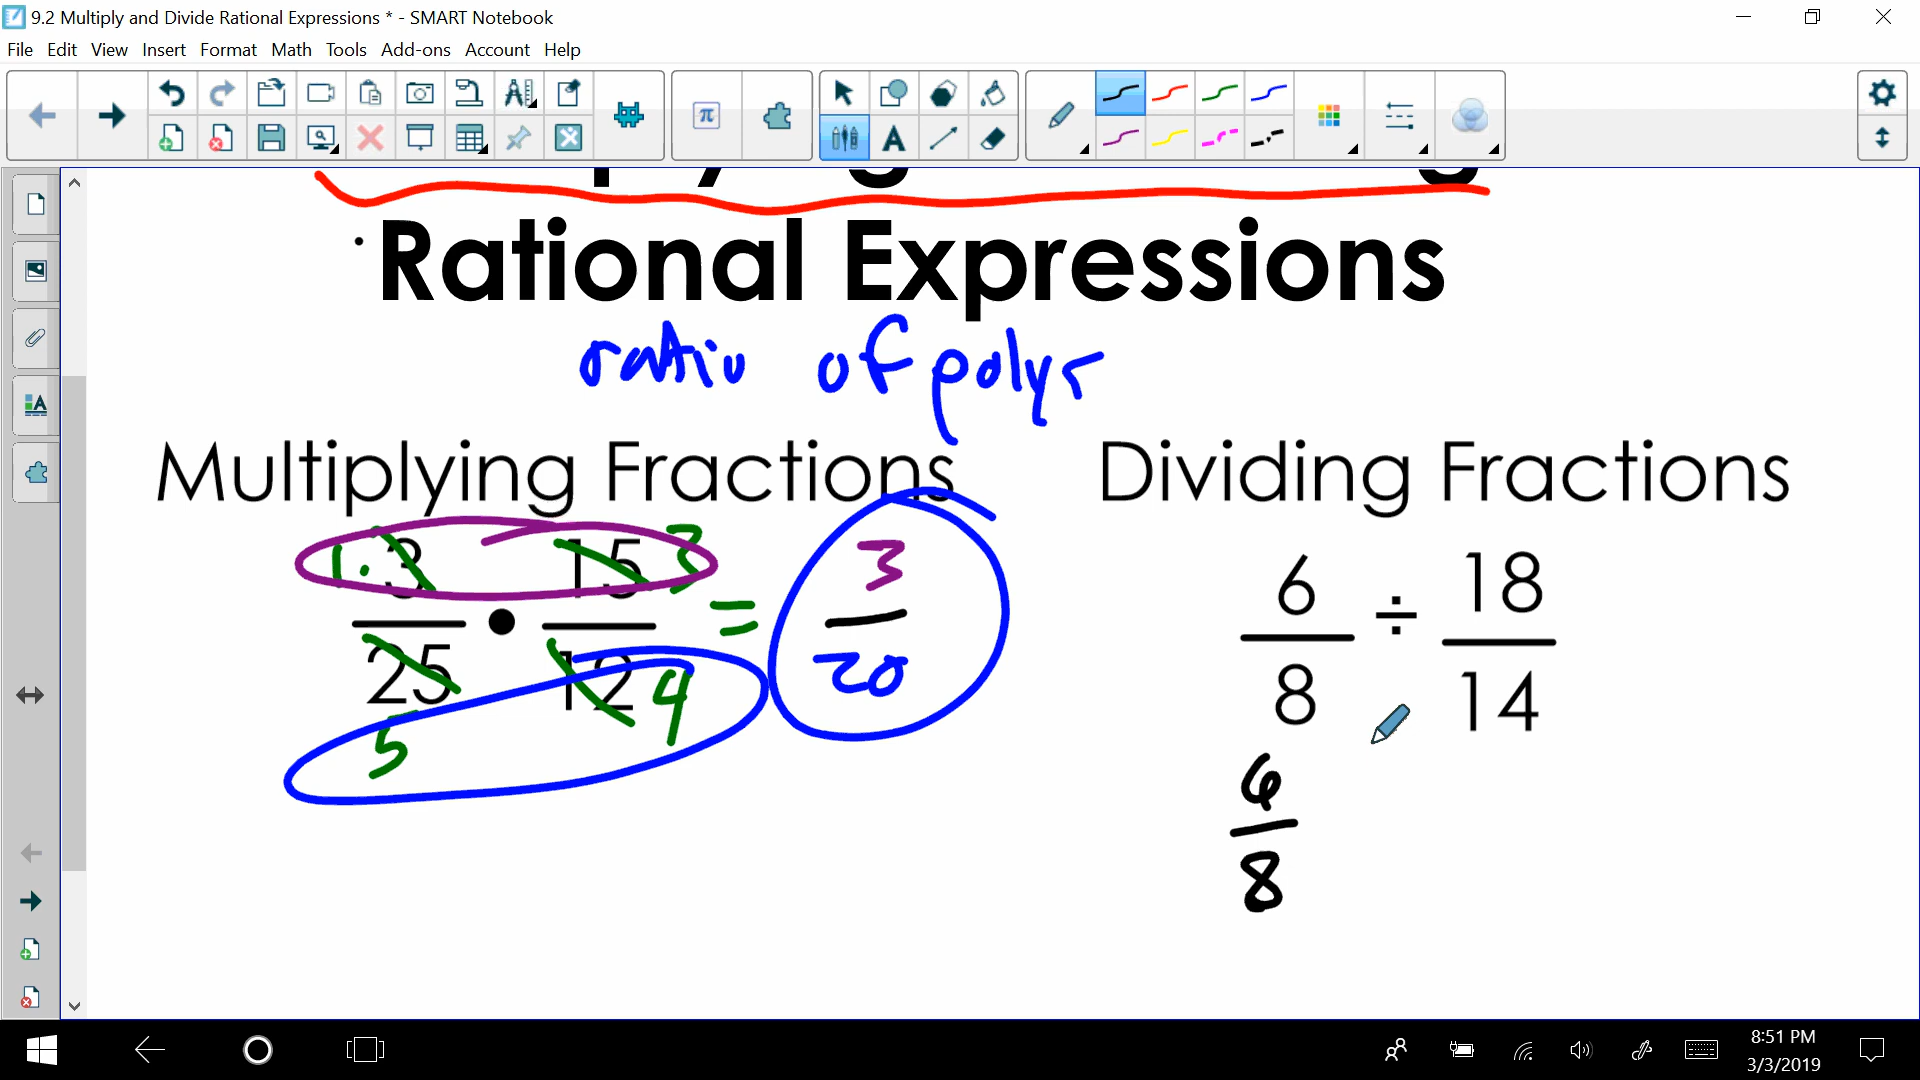 9.2 Multiply and Divide Rational Expressions * - SMART Notebook
File Edit View Insert Format Math Tools Add-ons Account Help
Rational Expressions
ratio of poly
Multiplying Fractions
Dividing Fractions
1 · 3 15 3
25 • 12 4 = 3/20
5
6/8 ÷ 18/14
6
8
8:51 PM
3/3/2019